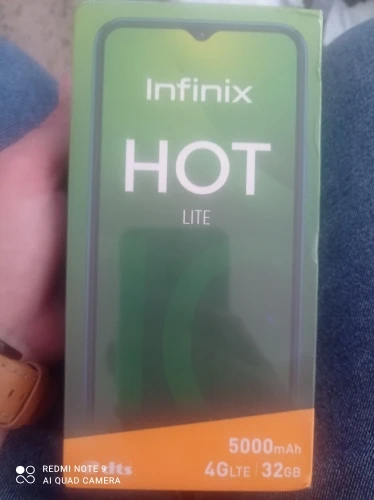 Infinix
HOT
LITE
5000mAh
4GLTE | 32GB
REDMI NOTE 9
AI QUAD CAMERA